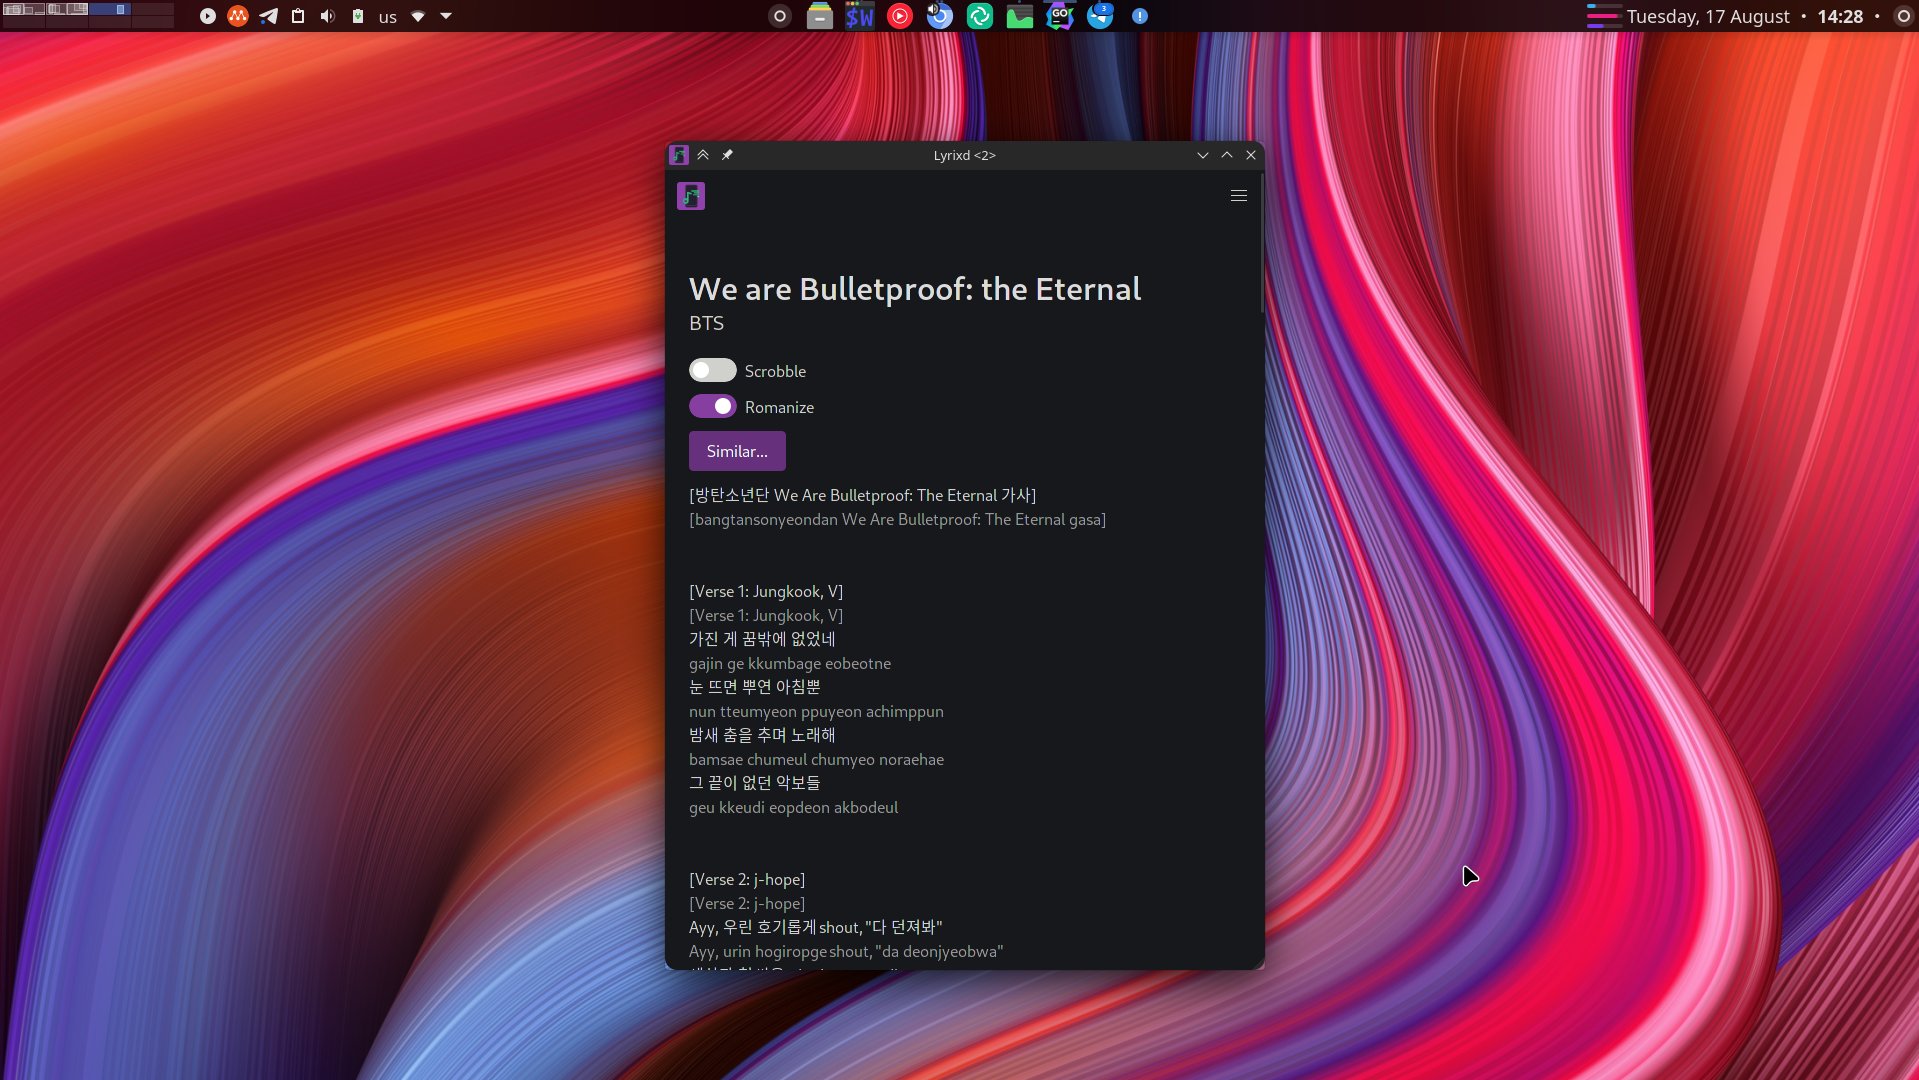 us
$W
GO
3
Tuesday, 17 August • 14:28 •
Lyrixd <2>
We are Bulletproof: the Eternal
BTS
Scrobble
Romanize
Similar...
[방탄소년단 We Are Bulletproof: The Eternal 가사]
[bangtansonyeondan We Are Bulletproof: The Eternal gasa]
[Verse 1: Jungkook, V]
[Verse 1: Jungkook, V]
가진 게 꿈밖에 없었네
gajin ge kkumbage eobeotne
눈 뜨면 뿌연 아침뿐
nun tteumyeon ppuyeon achimppun
밤새 춤을 추며 노래해
bamsae chumeul chumyeo noraehae
그 끝이 없던 악보들
geu kkeudi eopdeon akbodeul
[Verse 2: j-hope]
[Verse 2: j-hope]
Ayy, 우린 호기롭게 shout, "다 던져봐"
Ayy, urin hogiropge shout, "da deonjyeobwa"